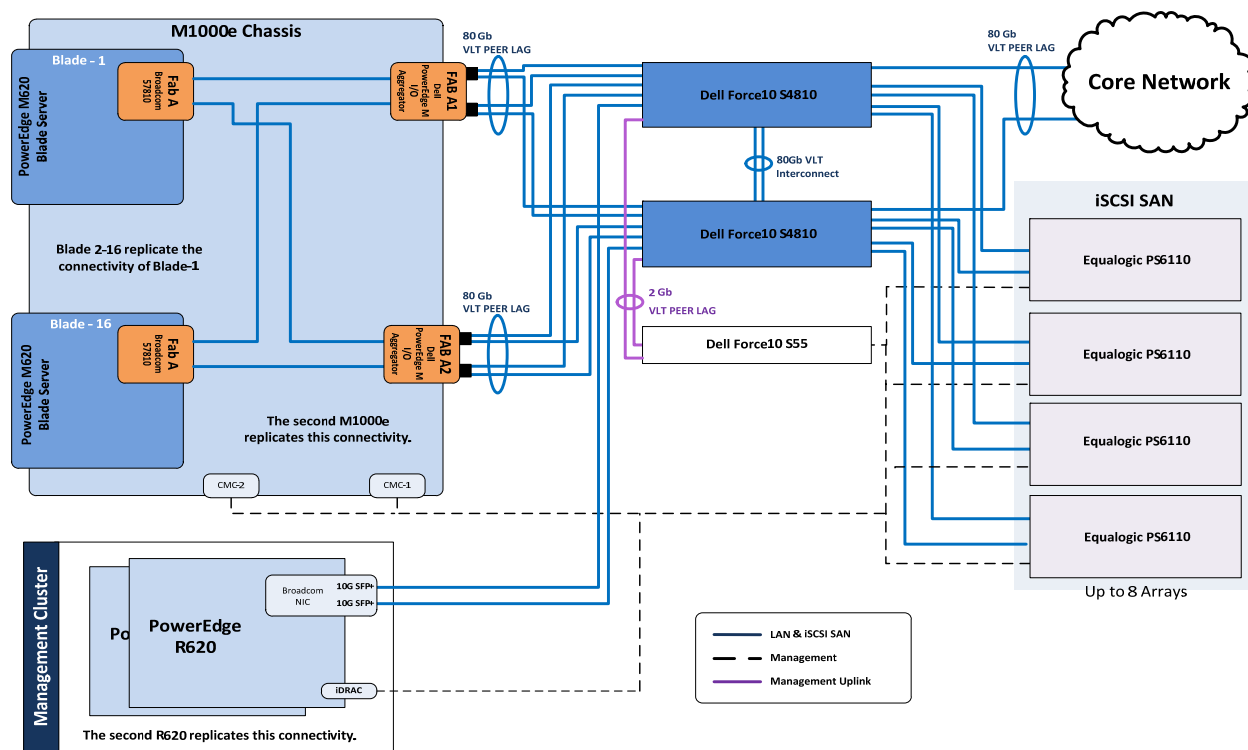 M1000e Chassis
Blade - 1
PowerEdge M620
Blade Server
Fab A
Broadcom
57810
FAB A1
Dell
PowerEdge M
I/O
Aggregator
80 Gb
VLT PEER LAG
Dell Force10 S4810
80 Gb
VLT PEER LAG
Core Network
80Gb VLT
Interconnect
iSCSI SAN
Dell Force10 S4810
Equalogic PS6110
Blade 2-16 replicate the
connectivity of Blade-1
Blade - 16
PowerEdge M620
Blade Server
Fab A
Broadcom
57810
FAB A2
Dell
PowerEdge M
I/O
Aggregator
80 Gb
VLT PEER LAG
2 Gb
VLT PEER LAG
Dell Force10 S55
Equalogic PS6110
The second M1000e
replicates this connectivity.
Equalogic PS6110
CMC-2
CMC-1
Equalogic PS6110
Up to 8 Arrays
Management Cluster
Po
PowerEdge
R620
Broadcom
NIC
10G SFP+
10G SFP+
iDRAC
The second R620 replicates this connectivity.
LAN & iSCSI SAN
Management
Management Uplink